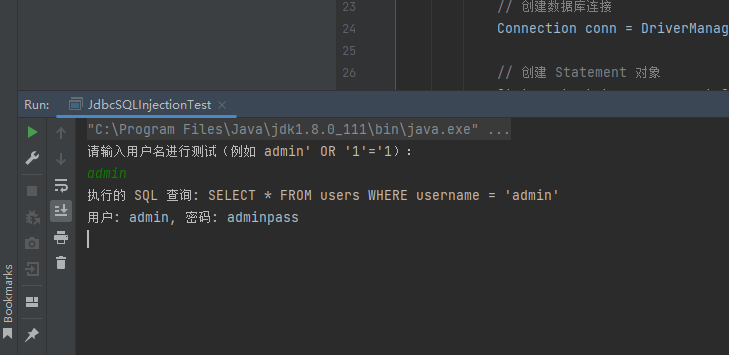 23
// 创建数据库连接
24
Connection conn = DriverManag
25
26
// 创建 Statement 对象
Run:
JdbcSQLInjectionTest
"C:\Program Files\Java\jdk1.8.0_111\bin\java.exe" ...
请输入用户名进行测试（例如 admin' OR '1'='1）：
admin
执行的 SQL 查询: SELECT * FROM users WHERE username = 'admin'
用户: admin, 密码: adminpass
Bookmarks